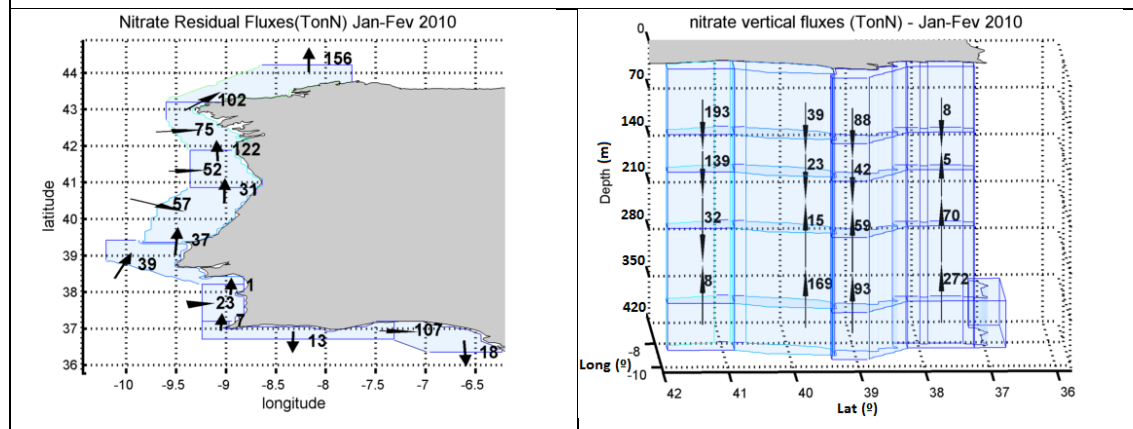 Nitrate Residual Fluxes(TonN) Jan-Fev 2010
156
102
75
122
52
31
57
37
39
1
23
7
107
13
18
44
43
42
41
40
39
38
37
36
latitude
-10 -9.5 -9 -8.5 -8 -7.5 -7 -6.5
longitude
nitrate vertical fluxes (TonN) - Jan-Fev 2010
0
70
140
210
280
350
420
Depth (m)
193 39 88 8
139 23 42 5
32 15 59 70
8 169 93 272
Long (º)
-8
-10
42 41 40 39 38 37 36
Lat (º)